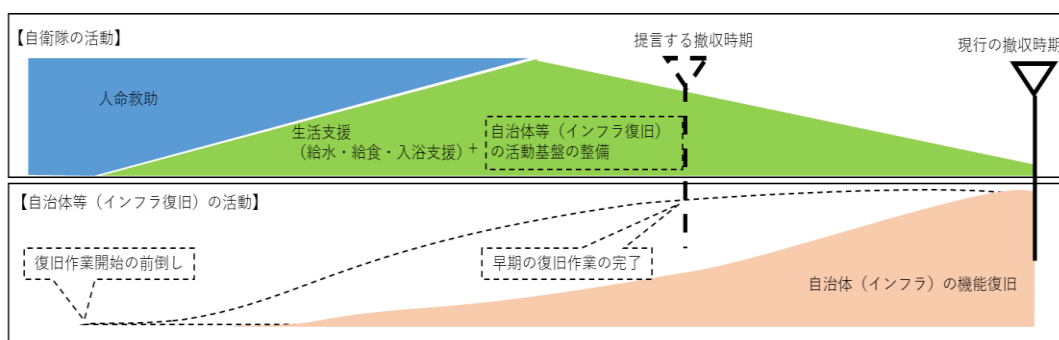 【自衛隊の活動】
提言する撤収時期
現行の撤収時期
人命救助
生活支援
（給水・給食・入浴支援）+
自治体等（インフラ復旧）
の活動基盤の整備
【自治体等（インフラ復旧）の活動】
復旧作業開始の前倒し
早期の復旧作業の完了
自治体（インフラ）の機能復旧